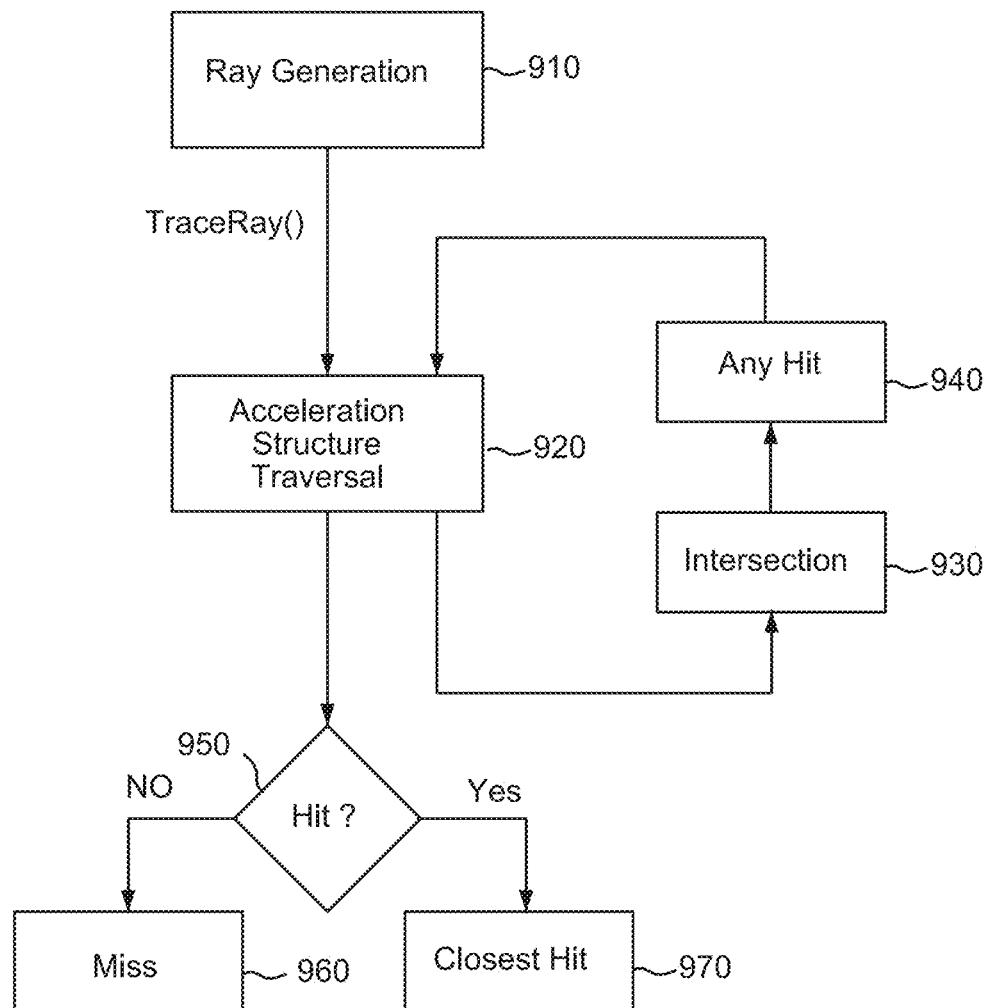 Ray Generation
910
TraceRay()
Any Hit
940
Acceleration
Structure
Traversal
920
Intersection
930
950
NO
Hit ?
Yes
Miss
960
Closest Hit
970